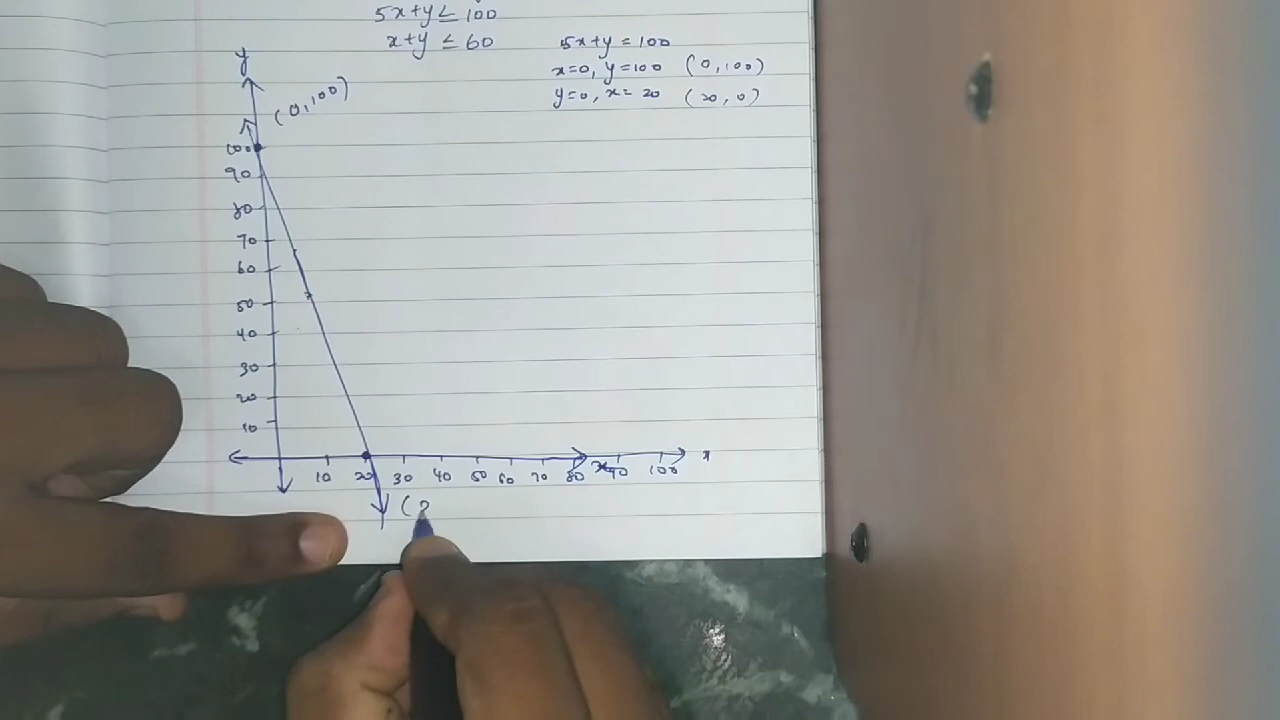 5x+y ≤ 100
x+y ≤ 60
5x+y = 100
x=0, y=100 (0,100)
y=0, x= 20 (20, 0)
y
(0,100)
100
90
80
70
60
50
40
30
20
10
10 20 30 40 50 60 70 80 90 100 x
(2